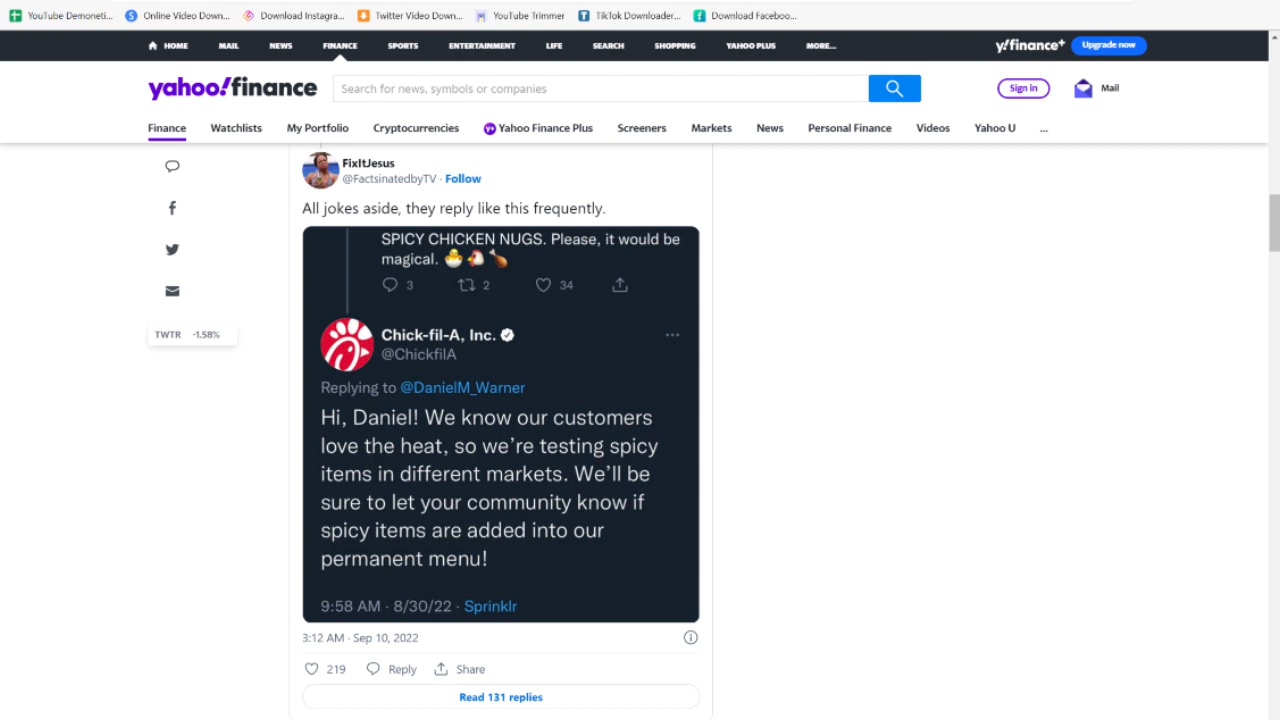 YouTube Demoneti... Online Video Down... Download Instagra... Twitter Video Down... YouTube Trimmer TikTok Downloader... Download Faceboo...
HOME MAIL NEWS FINANCE SPORTS ENTERTAINMENT LIFE SEARCH SHOPPING YAHOO PLUS MORE... y!finance+ Upgrade now
yahoo!finance Search for news, symbols or companies Sign in Mail
Finance Watchlists My Portfolio Cryptocurrencies Yahoo Finance Plus Screeners Markets News Personal Finance Videos Yahoo U ...
FixItJesus
@FactsinatedbyTV · Follow
All jokes aside, they reply like this frequently.
SPICY CHICKEN NUGS. Please, it would be
magical. 🐣🐔🍗
3 2 34
Chick-fil-A, Inc.
@ChickfilA
Replying to @DanielM_Warner
Hi, Daniel! We know our customers
love the heat, so we're testing spicy
items in different markets. We'll be
sure to let your community know if
spicy items are added into our
permanent menu!
9:58 AM · 8/30/22 · Sprinklr
3:12 AM · Sep 10, 2022
219 Reply Share
Read 131 replies
TWTR -1.58%